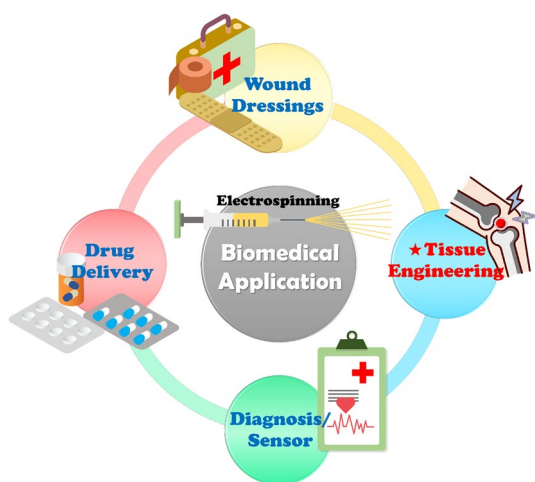 Wound
Dressings
Electrospinning
Biomedical
Application
Drug
Delivery
★Tissue
Engineering
Diagnosis/
Sensor